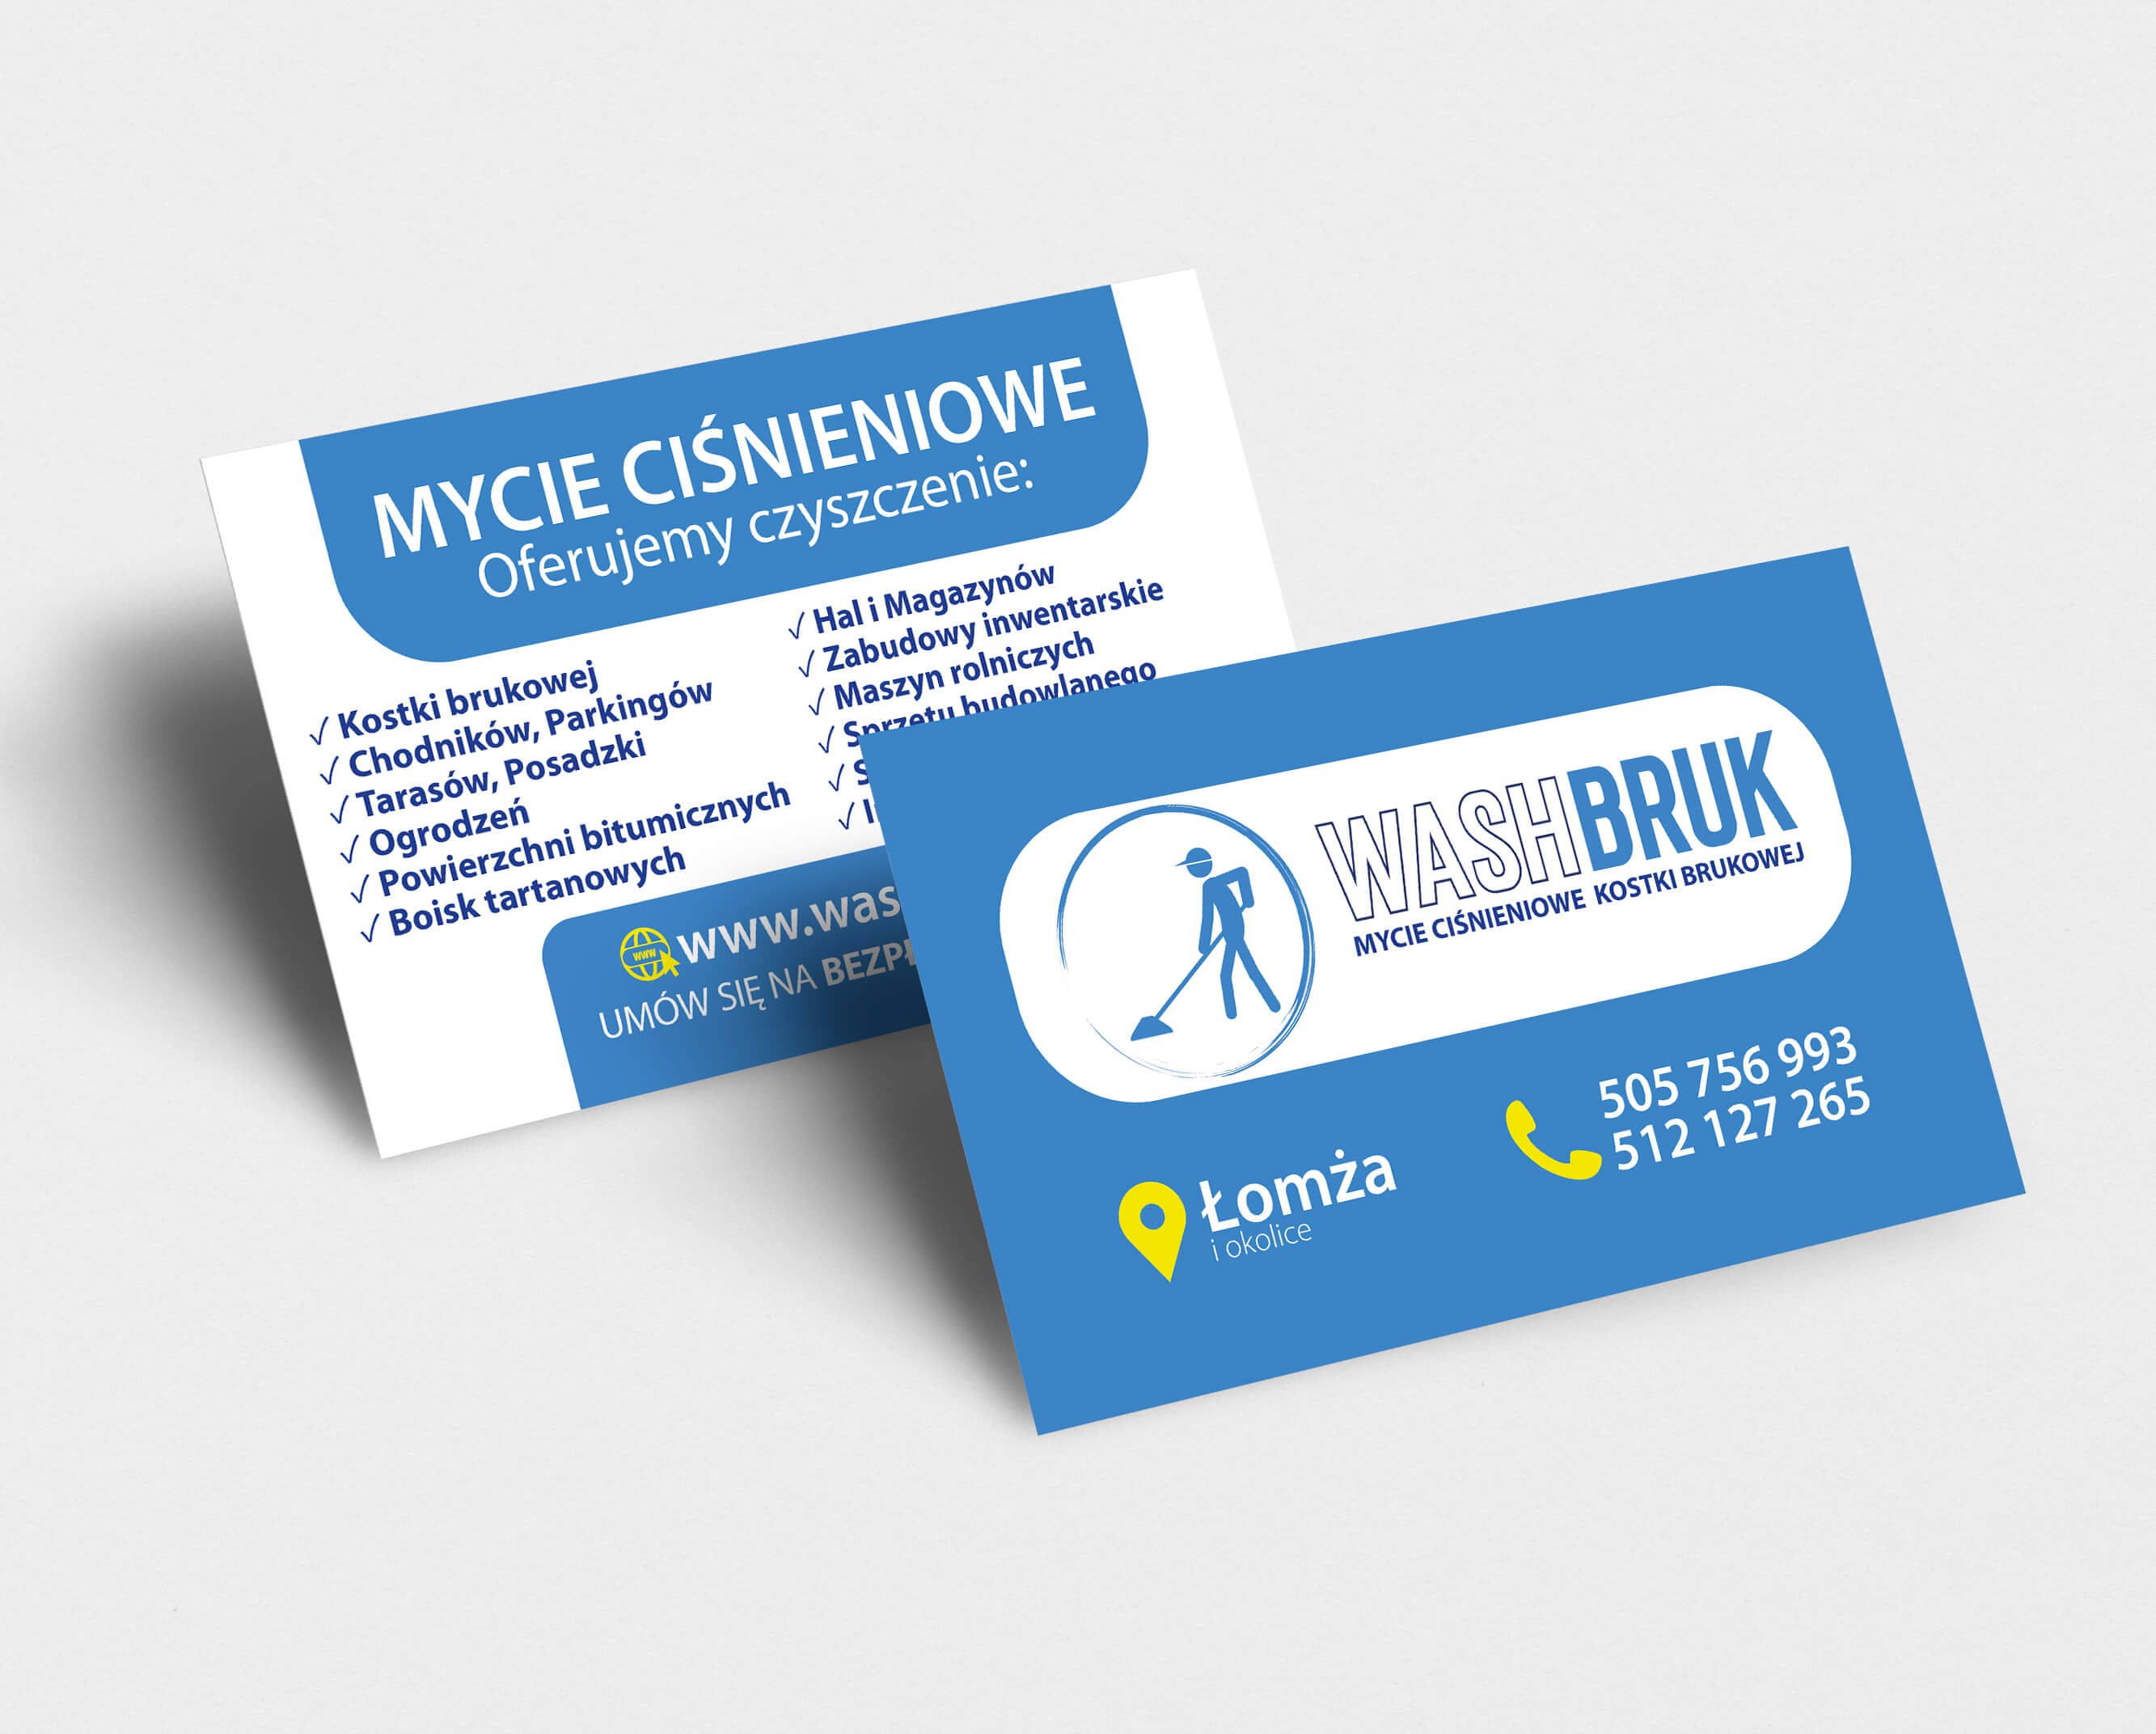 MYCIE CIŚNIENIOWE
Oferujemy czyszczenie:
✓ Kostki brukowej
✓ Chodników, Parkingów
✓ Tarasów, Posadzki
✓ Ogrodzeń
✓ Powierzchni bitumicznych
✓ Boisk tartanowych
✓ Hal i Magazynów
✓ Zabudowy inwentarskie
✓ Maszyn rolniczych
✓ Sprzętu budowlanego
www
UMÓW SIĘ NA
WASHBRUK
MYCIE CIŚNIENIOWE KOSTKI BRUKOWEJ
505 756 993
512 127 265
Łomża
i okolice